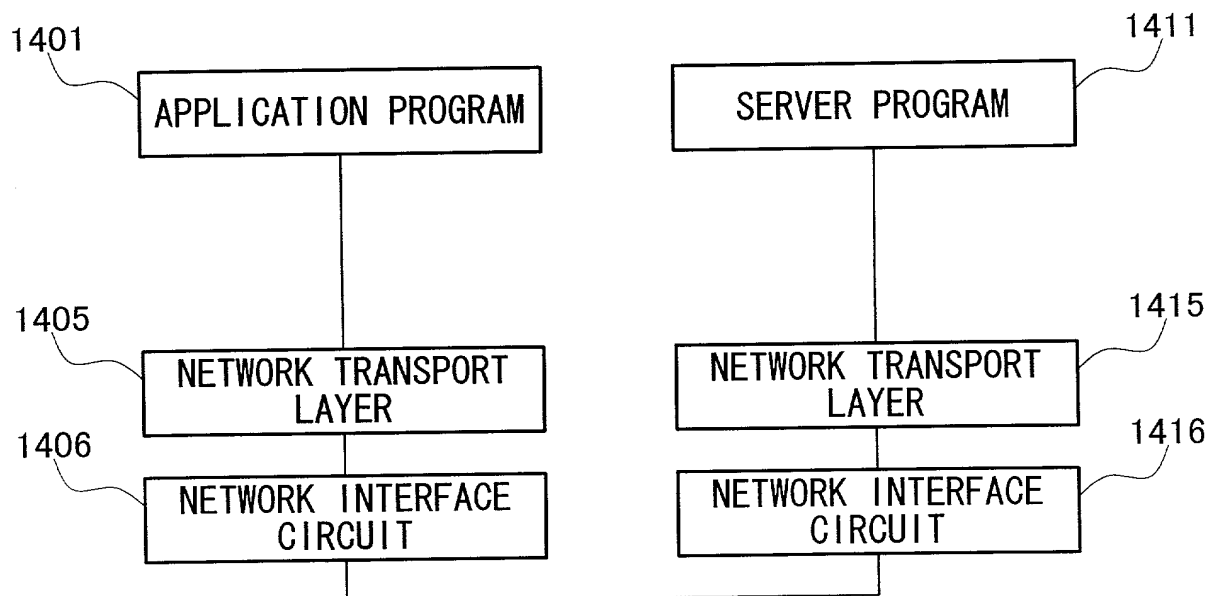 1401
APPLICATION PROGRAM
1411
SERVER PROGRAM
1405
NETWORK TRANSPORT
LAYER
1415
NETWORK TRANSPORT
LAYER
1406
NETWORK INTERFACE
CIRCUIT
1416
NETWORK INTERFACE
CIRCUIT